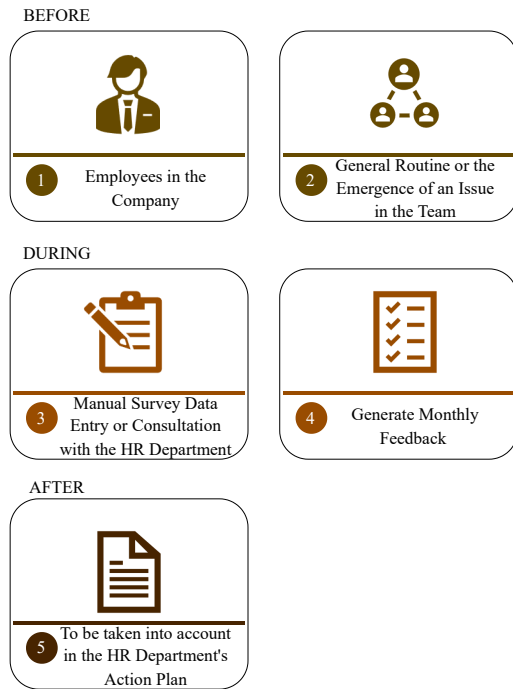 BEFORE
1
Employees in the
Company
2
General Routine or the
Emergence of an Issue
in the Team
DURING
3
Manual Survey Data
Entry or Consultation
with the HR Department
4
Generate Monthly
Feedback
AFTER
5
To be taken into account
in the HR Department's
Action Plan